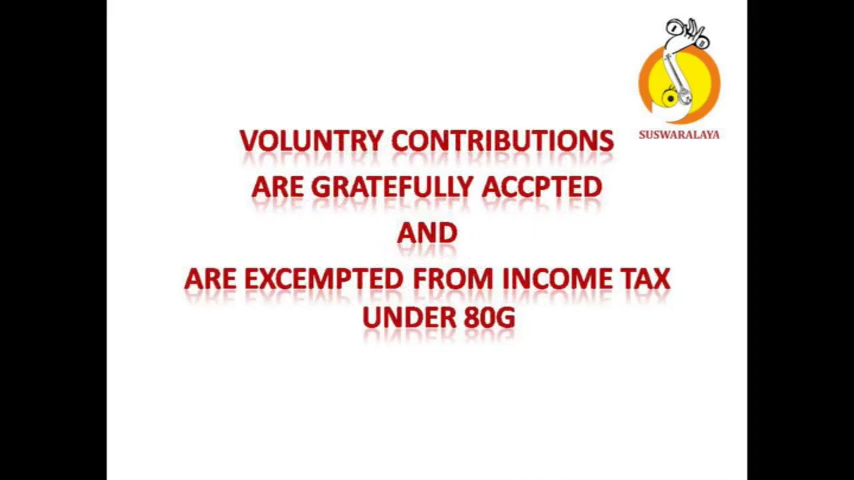 SUSWARALAYA
VOLUNTRY CONTRIBUTIONS
ARE GRATEFULLY ACCPTED
AND
ARE EXCEMPTED FROM INCOME TAX
UNDER 80G